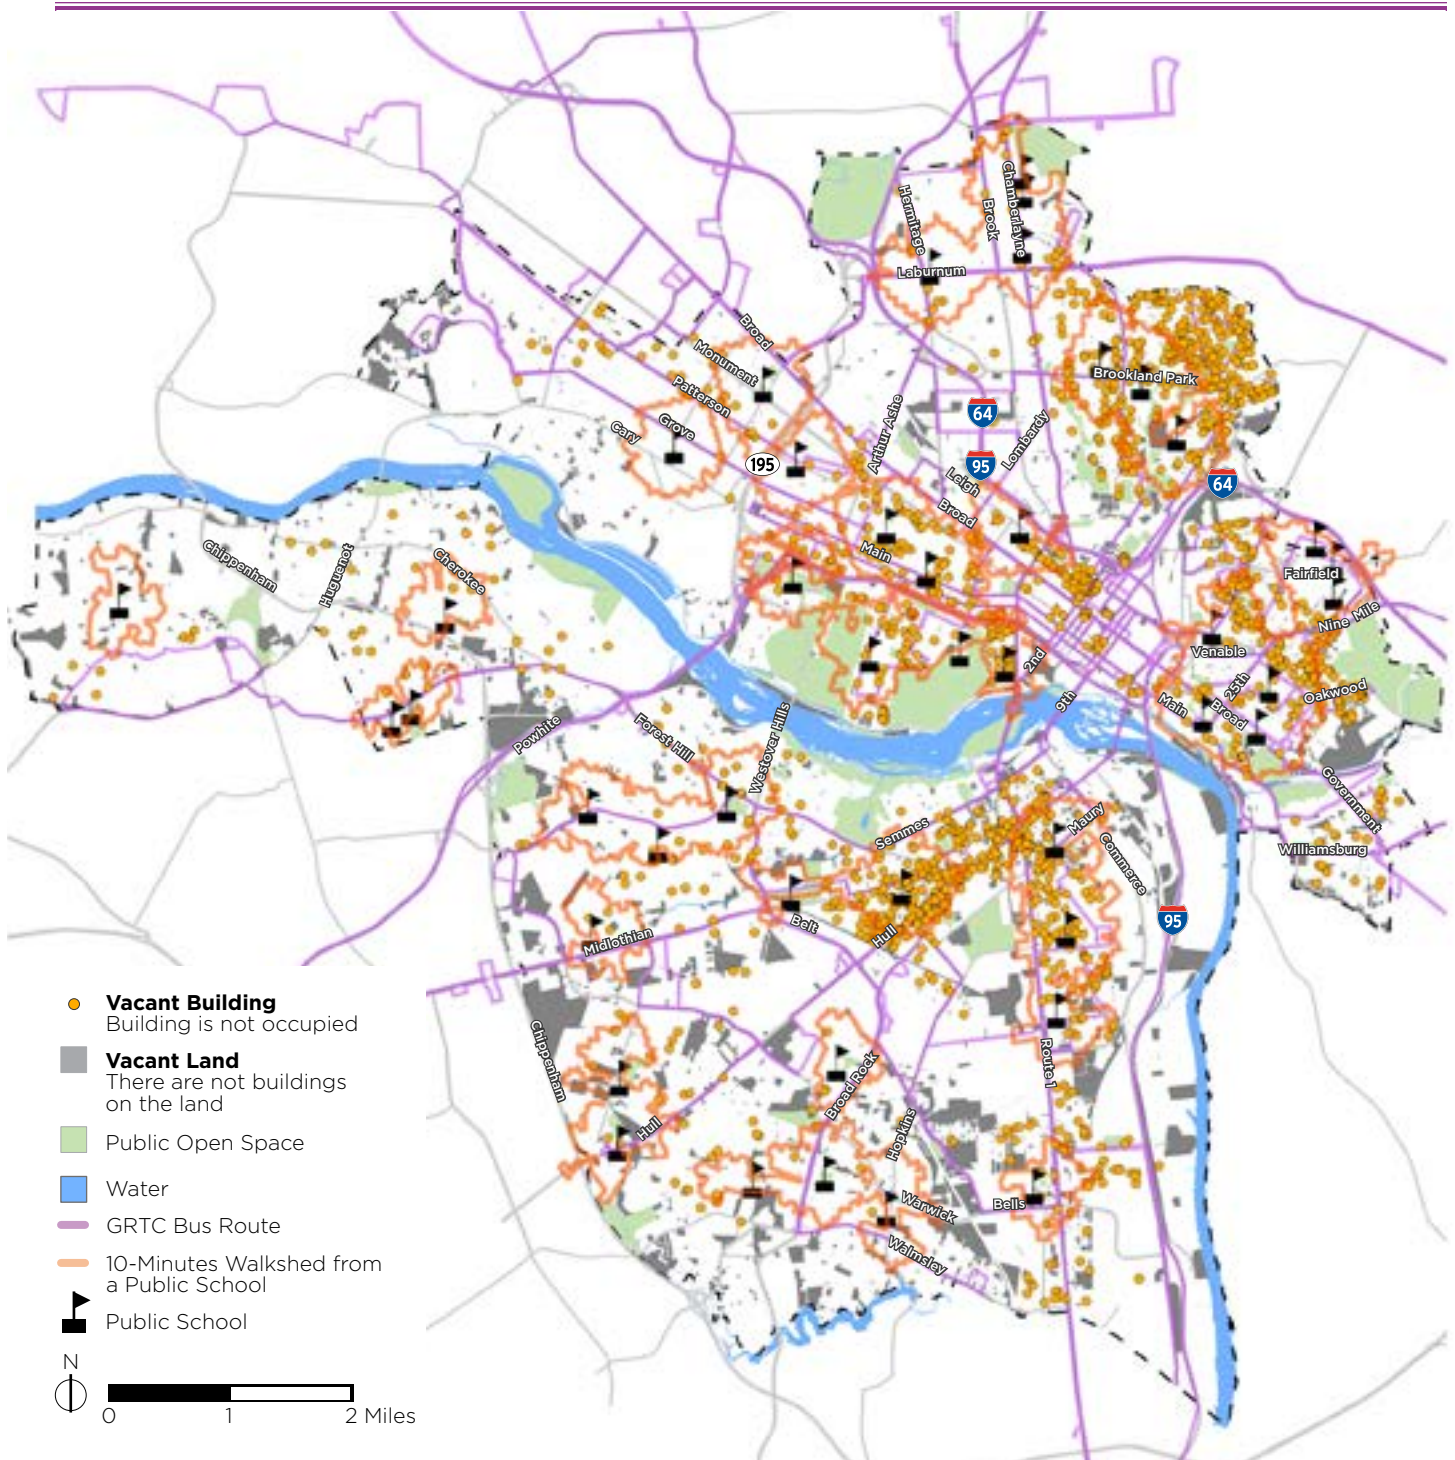 Chamberlayne
Hermitage
Brook
Laburnum
Broad
Monument
Patterson
Brookland Park
Grove
Cary
Arthur Ashe
64
Lombardy
195
95
Leigh
64
Broad
Main
Chippenham
Huguenot
Cherokee
Fairfield
Nine Mile
Venable
2nd
25th
Oakwood
9th
Main
Broad
Powhite
Forest Hill
Westover Hills
Government
Semmes
Maury
Williamsburg
Commerce
95
Belt
Hull
Midlothian
Chippenham
Route 1
Broad Rock
Hull
Hopkins
Warwick
Bells
Walmsley
Vacant Building
Building is not occupied
Vacant Land
There are not buildings
on the land
Public Open Space
Water
GRTC Bus Route
10-Minutes Walkshed from
a Public School
Public School
N
0 1 2 Miles